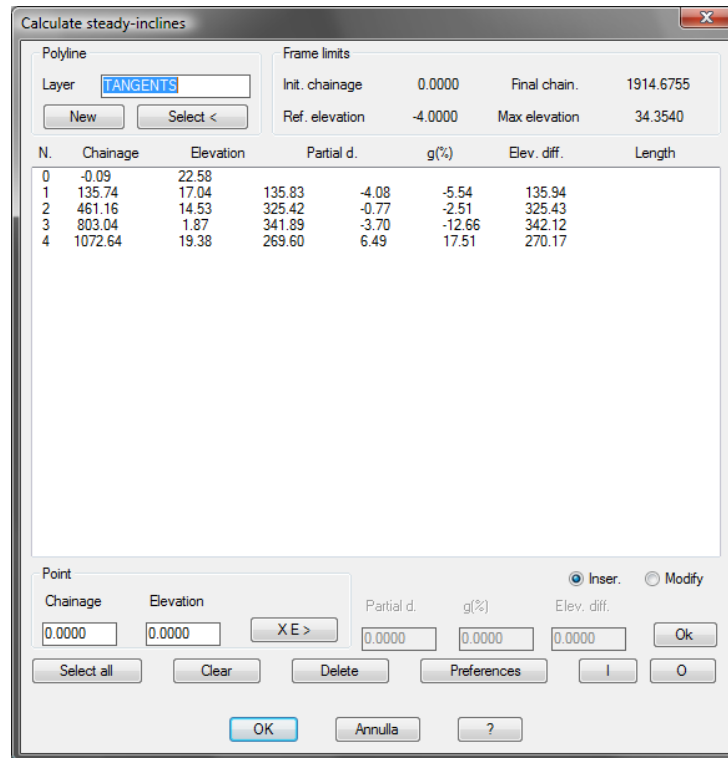 Calculate steady-inclines
Polyline
Frame limits
Layer TANGENTS
Init. chainage 0.0000 Final chain. 1914.6755
New Select <
Ref. elevation -4.0000 Max elevation 34.3540
N. Chainage Elevation Partial d. g(%) Elev. diff. Length
0 -0.09 22.58
1 135.74 17.04 135.83 -4.08 -5.54 135.94
2 461.16 14.53 325.42 -0.77 -2.51 325.43
3 803.04 1.87 341.89 -3.70 -12.66 342.12
4 1072.64 19.38 269.60 6.49 17.51 270.17
Point
Inser. Modify
Chainage Elevation
Partial d. g(%) Elev. diff.
0.0000 0.0000 X E >
0.0000 0.0000 0.0000 Ok
Select all Clear Delete Preferences I O
OK Annulla ?